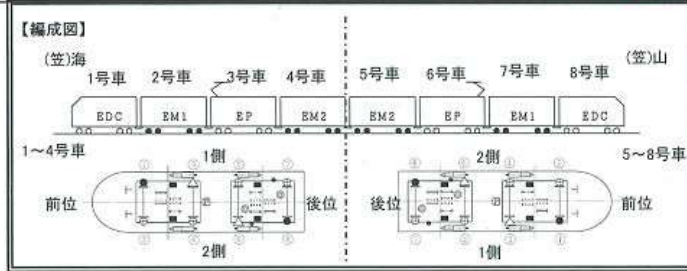 【編成図】
(笠)海 (笠)山
1号車 2号車 3号車 4号車 5号車 6号車 7号車 8号車
EDC EM1 EP EM2 EM2 EP EM1 EDC
1～4号車 1側 2側 5～8号車
前位 後位 後位 前位
2側 1側